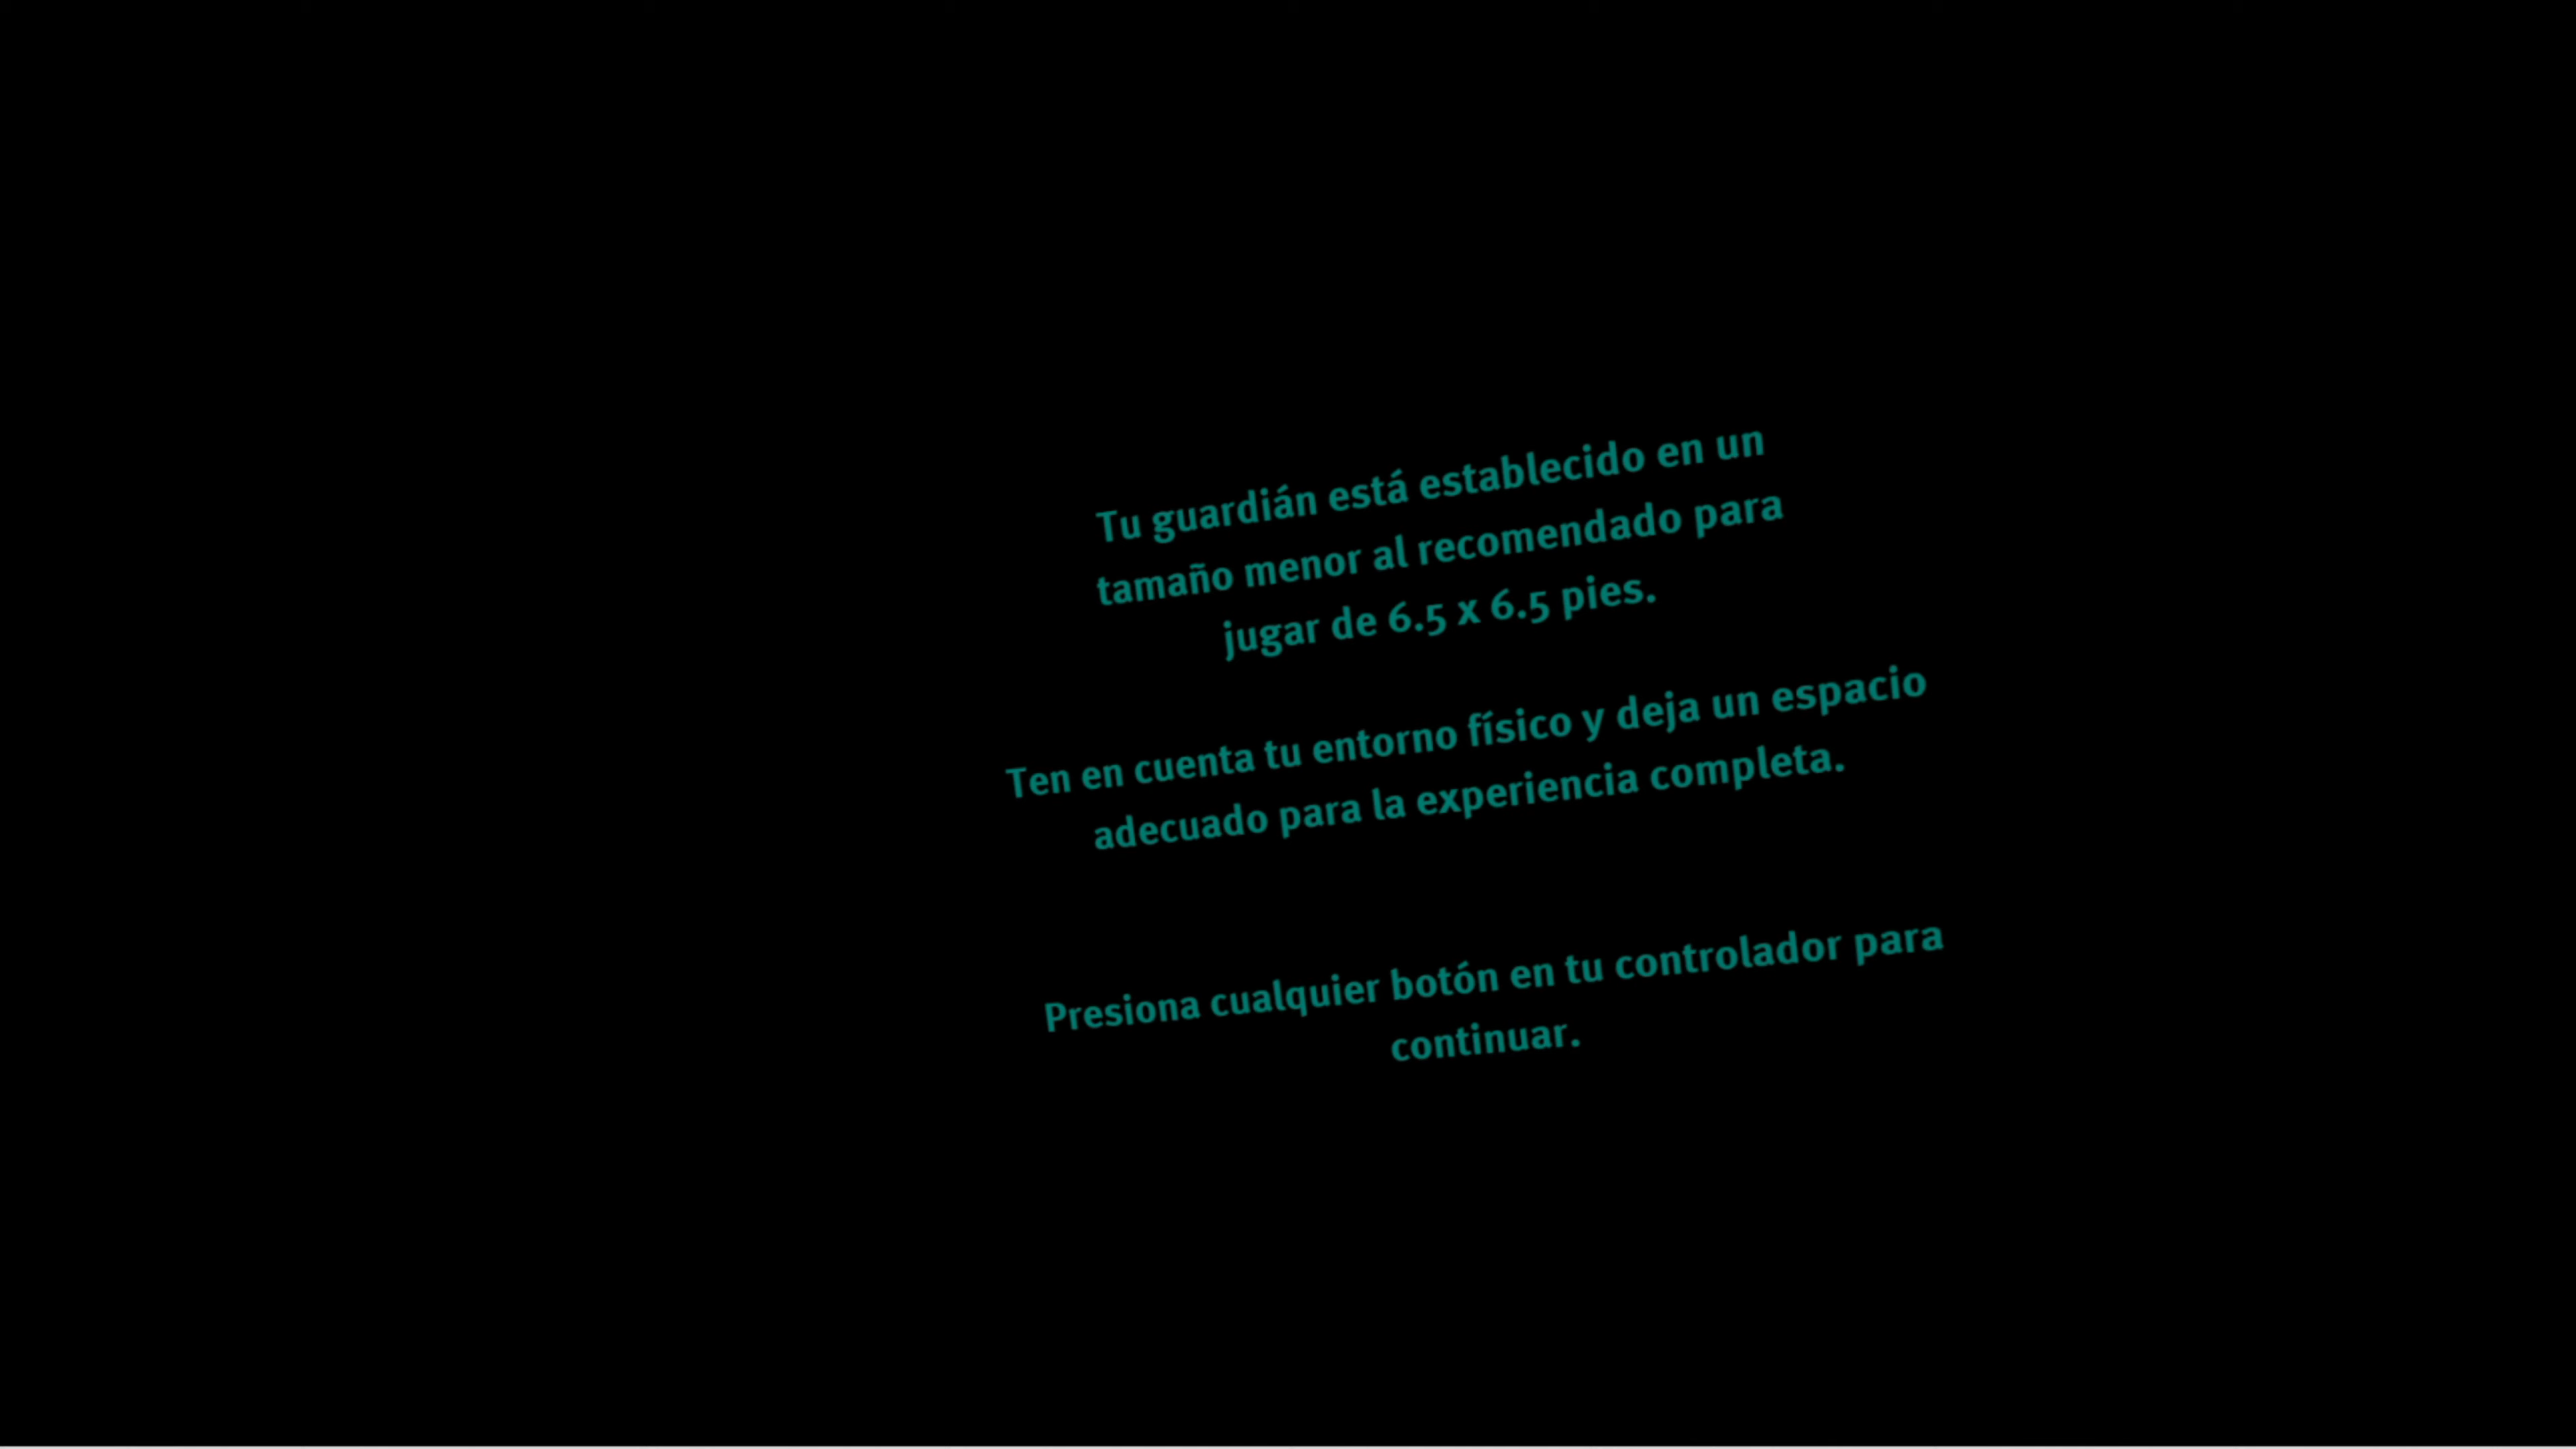 Tu guardián está establecido en un
tamaño menor al recomendado para
jugar de 6.5 x 6.5 pies.
Ten en cuenta tu entorno físico y deja un espacio
adecuado para la experiencia completa.
Presiona cualquier botón en tu controlador para
continuar.